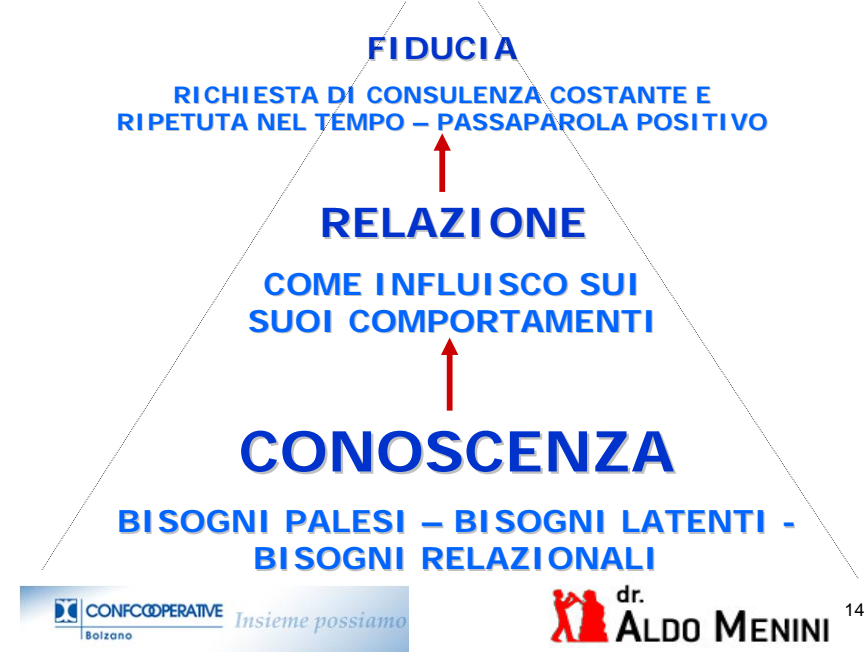 FIDUCIA
RICHIESTA DI CONSULENZA COSTANTE E
RIPETUTA NEL TEMPO – PASSAPAROLA POSITIVO
RELAZIONE
COME INFLUISCO SUI
SUOI COMPORTAMENTI
CONOSCENZA
BISOGNI PALESI – BISOGNI LATENTI -
BISOGNI RELAZIONALI
CONFCOOPERATIVE
Bolzano
Insieme possiamo
dr.
ALDO MENINI
14